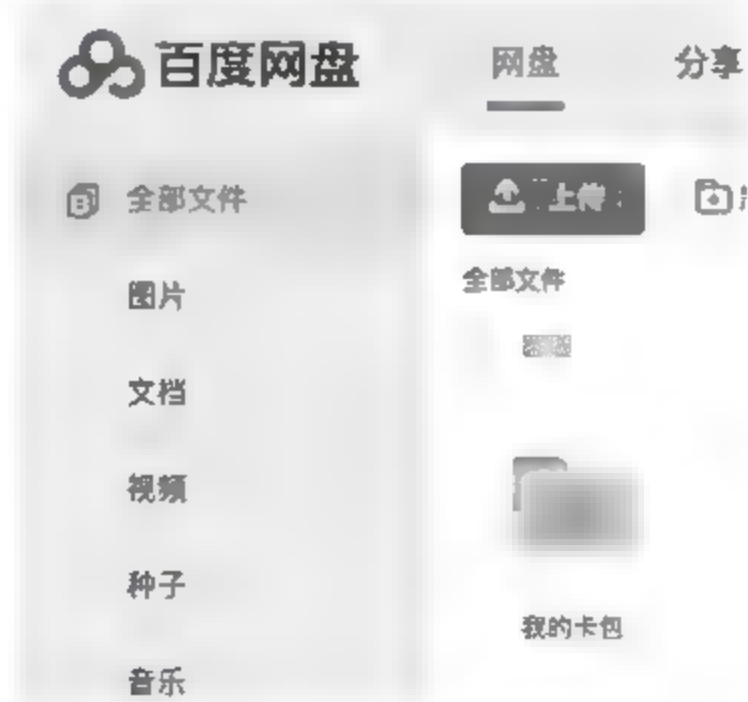 百度网盘 网盘 分享
全部文件 上传
全部文件
图片
文档
视频
种子
我的卡包
音乐